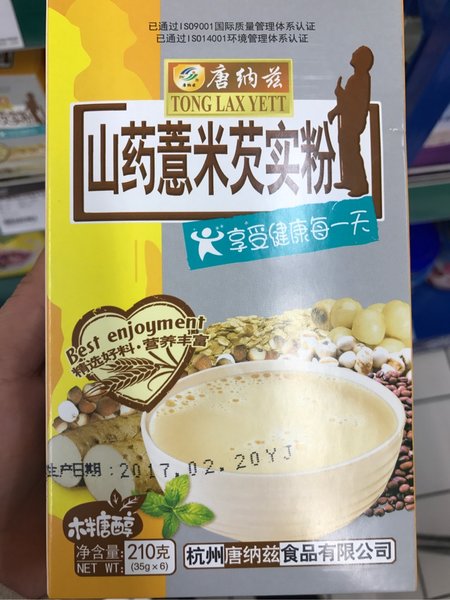 已通过ISO9001国际质量管理体系认证
已通过ISO14001环境管理体系认证
唐纳兹
TONG LAX YETT
山药薏米芡实粉
享受健康每一天
Best enjoyment
精选好料·营养丰富
生产日期：2017.02.20YJ
木糖醇
净含量：210克
NET WT: (35g×6)
杭州唐纳兹食品有限公司